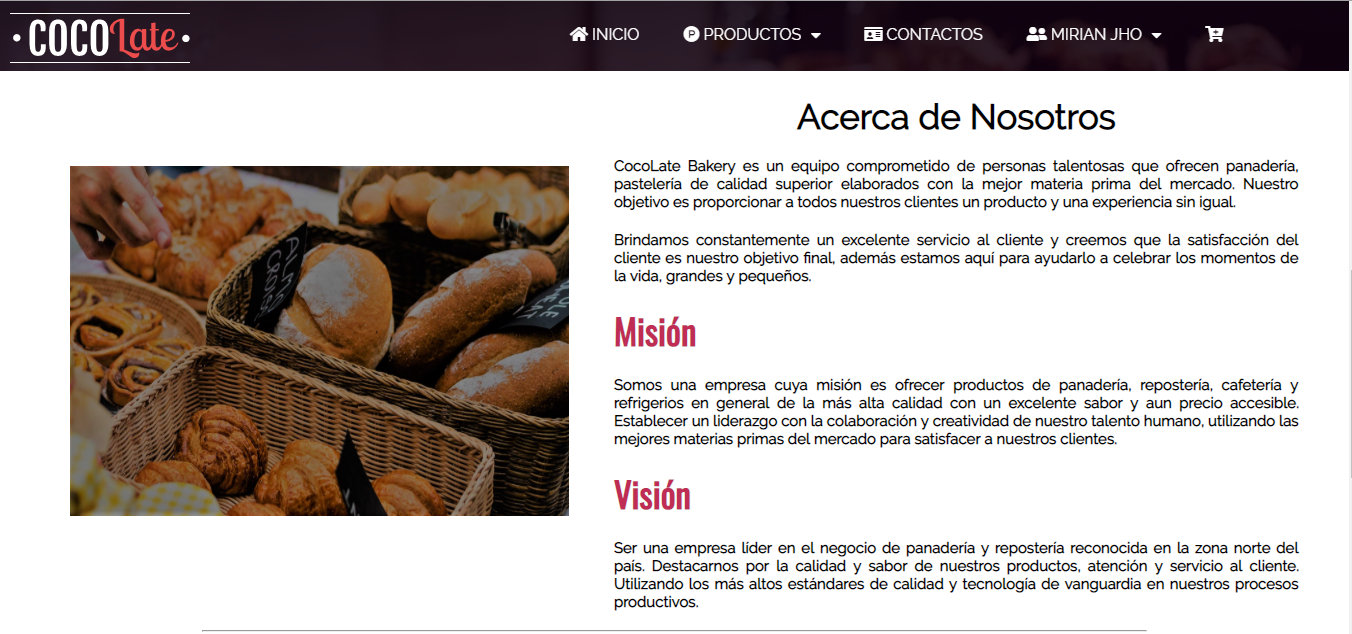 COCOLate
INICIO
PRODUCTOS
CONTACTOS
MIRIAN JHO
Acerca de Nosotros
CocoLate Bakery es un equipo comprometido de personas talentosas que ofrecen panadería,
pastelería de calidad superior elaborados con la mejor materia prima del mercado. Nuestro
objetivo es proporcionar a todos nuestros clientes un producto y una experiencia sin igual.
Brindamos constantemente un excelente servicio al cliente y creemos que la satisfacción del
cliente es nuestro objetivo final, además estamos aquí para ayudarlo a celebrar los momentos de
la vida, grandes y pequeños.
Misión
Somos una empresa cuya misión es ofrecer productos de panadería, repostería, cafetería y
refrigerios en general de la más alta calidad con un excelente sabor y aun precio accesible.
Establecer un liderazgo con la colaboración y creatividad de nuestro talento humano, utilizando las
mejores materias primas del mercado para satisfacer a nuestros clientes.
Visión
Ser una empresa líder en el negocio de panadería y repostería reconocida en la zona norte del
país. Destacarnos por la calidad y sabor de nuestros productos, atención y servicio al cliente.
Utilizando los más altos estándares de calidad y tecnología de vanguardia en nuestros procesos
productivos.